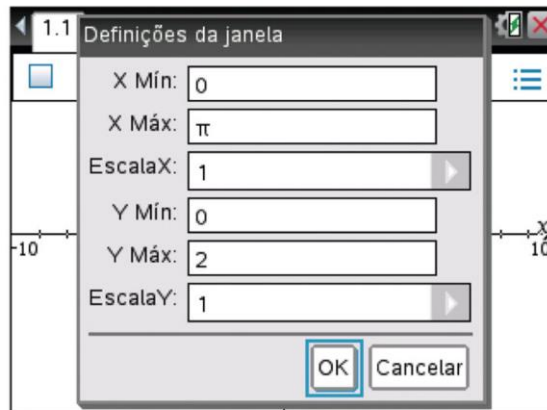 1.1
Definições da janela
X Mín: 0
X Máx: π
EscalaX: 1
Y Mín: 0
Y Máx: 2
EscalaY: 1
-10
x
10
OK
Cancelar